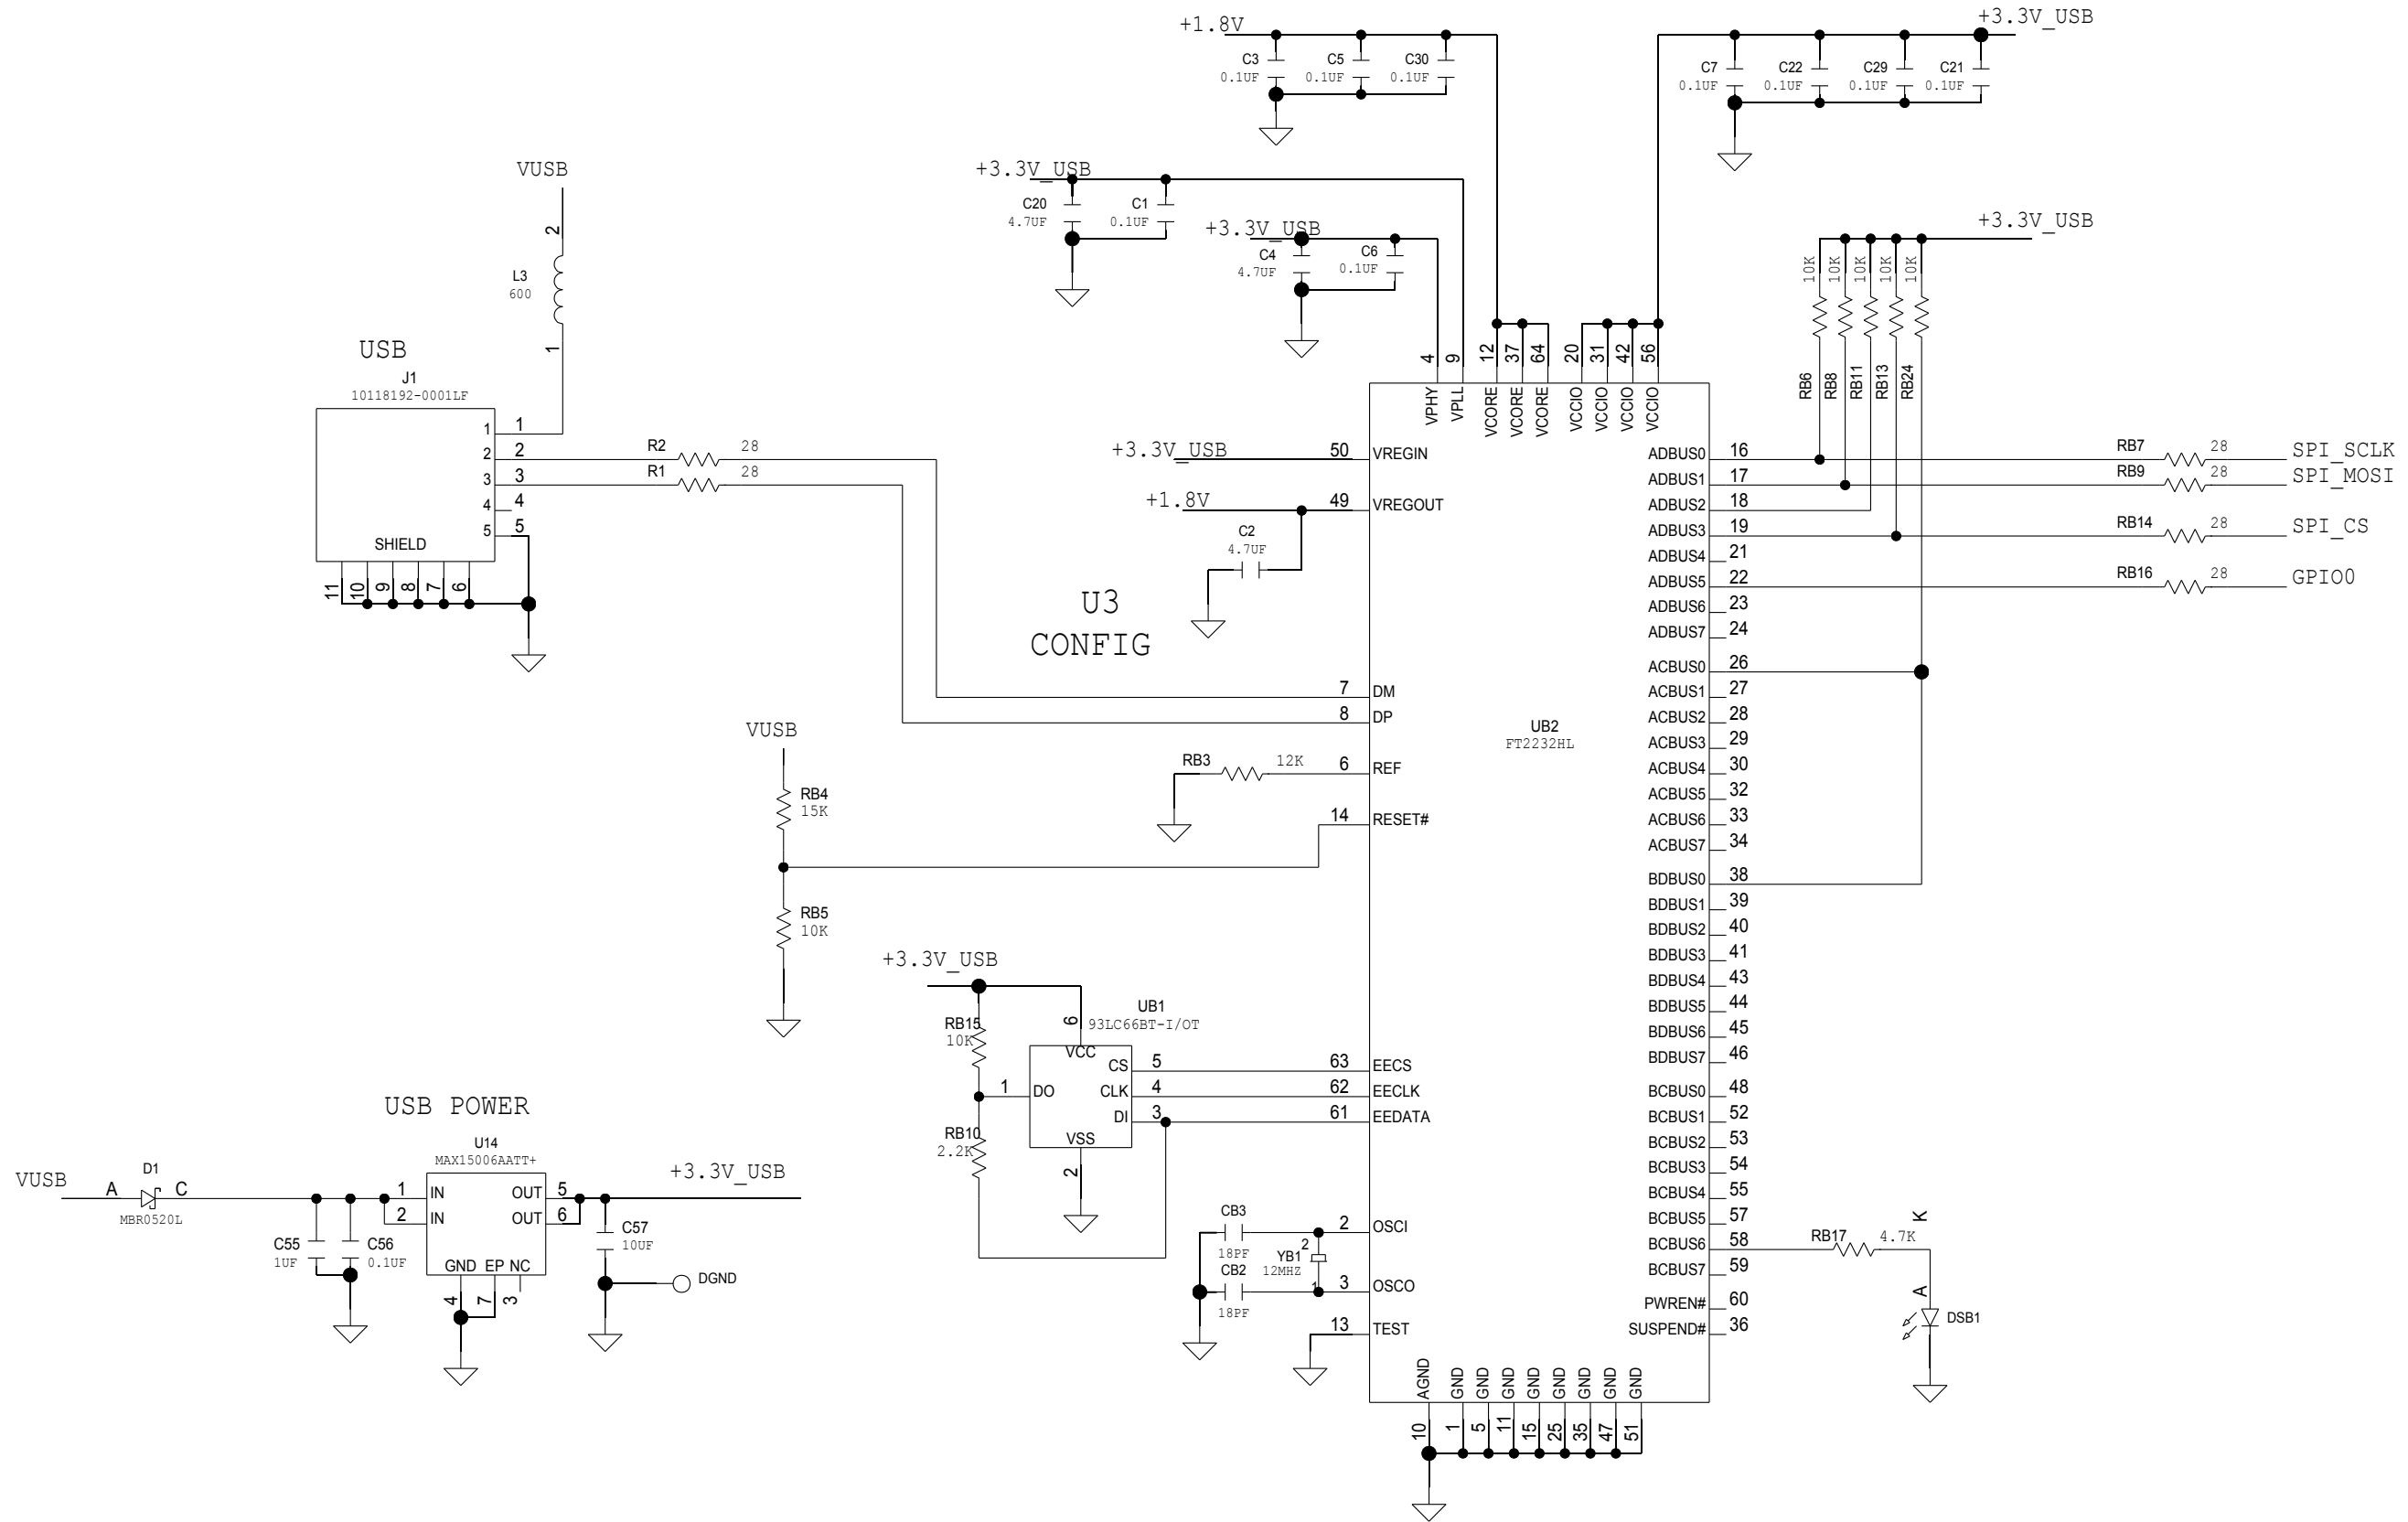 +1.8V
C3
0.1UF
C5
0.1UF
C30
0.1UF
+3.3V_USB
C7
0.1UF
C22
0.1UF
C29
0.1UF
C21
0.1UF
+3.3V_USB
C20
4.7UF
C1
0.1UF
+3.3V_USB
C4
4.7UF
C6
0.1UF
+3.3V_USB
10K
10K
10K
10K
10K
RB6
RB8
RB11
RB13
RB24
VUSB
2
L3
600
1
USB
J1
10118192-0001LF
1 1
2 2
3 3
4 4
5 5
SHIELD
11 10 9 8 7 6
R2 28
R1 28
4 9 12 37 64 20 31 42 56
VPHY VPLL VCORE VCORE VCORE VCCIO VCCIO VCCIO VCCIO
+3.3V_USB 50 VREGIN
+1.8V 49 VREGOUT
C2
4.7UF
U3
CONFIG
7 DM
8 DP
UB2
FT2232HL
RB3 12K 6 REF
14 RESET#
VUSB
RB4
15K
RB5
10K
ADBUS0 16 RB7 28 SPI_SCLK
ADBUS1 17 RB9 28 SPI_MOSI
ADBUS2 18
ADBUS3 19 RB14 28 SPI_CS
ADBUS4 21
ADBUS5 22 RB16 28 GPIO0
ADBUS6 23
ADBUS7 24
ACBUS0 26
ACBUS1 27
ACBUS2 28
ACBUS3 29
ACBUS4 30
ACBUS5 32
ACBUS6 33
ACBUS7 34
BDBUS0 38
BDBUS1 39
BDBUS2 40
BDBUS3 41
BDBUS4 43
BDBUS5 44
BDBUS6 45
BDBUS7 46
BCBUS0 48
BCBUS1 52
BCBUS2 53
BCBUS3 54
BCBUS4 55
BCBUS5 57
BCBUS6 58 RB17 4.7K K
BCBUS7 59
PWREN# 60
SUSPEND# 36
A
DSB1
+3.3V_USB
RB15
10K
6
UB1
93LC66BT-I/OT
VCC
CS 5 63 EECS
1 DO
CLK 4 62 EECLK
DI 3 61 EEDATA
VSS
2
RB10
2.2K
CB3
18PF
2 OSCI
YB1
12MHZ
2
1
CB2
18PF
3 OSCO
13 TEST
AGND GND GND GND GND GND GND GND GND
10 1 5 11 15 25 35 47 51
USB POWER
U14
MAX15006AATT+
VUSB
A D1 C
MBR0520L
1 IN
2 IN
OUT 5
OUT 6
GND EP NC
4 7 3
C55
1UF
C56
0.1UF
+3.3V_USB
C57
10UF
DGND